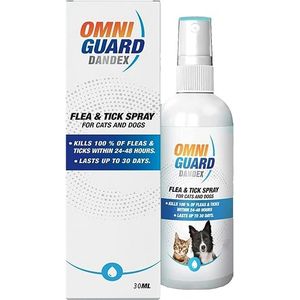 OMNI
GUARD
DANDEX
FLEA & TICK SPRAY
FOR CATS AND DOGS
• KILLS 100 % OF FLEAS &
TICKS WITHIN 24-48 HOURS.
• LASTS UP TO 30 DAYS.
30ML
OMNI
GUARD
DANDEX
FLEA & TICK SPRAY
FOR CATS AND DOGS
• KILLS 100 % OF FLEAS & TICKS
WITHIN 24-48 HOURS
• LASTS UP TO 30 DAYS.